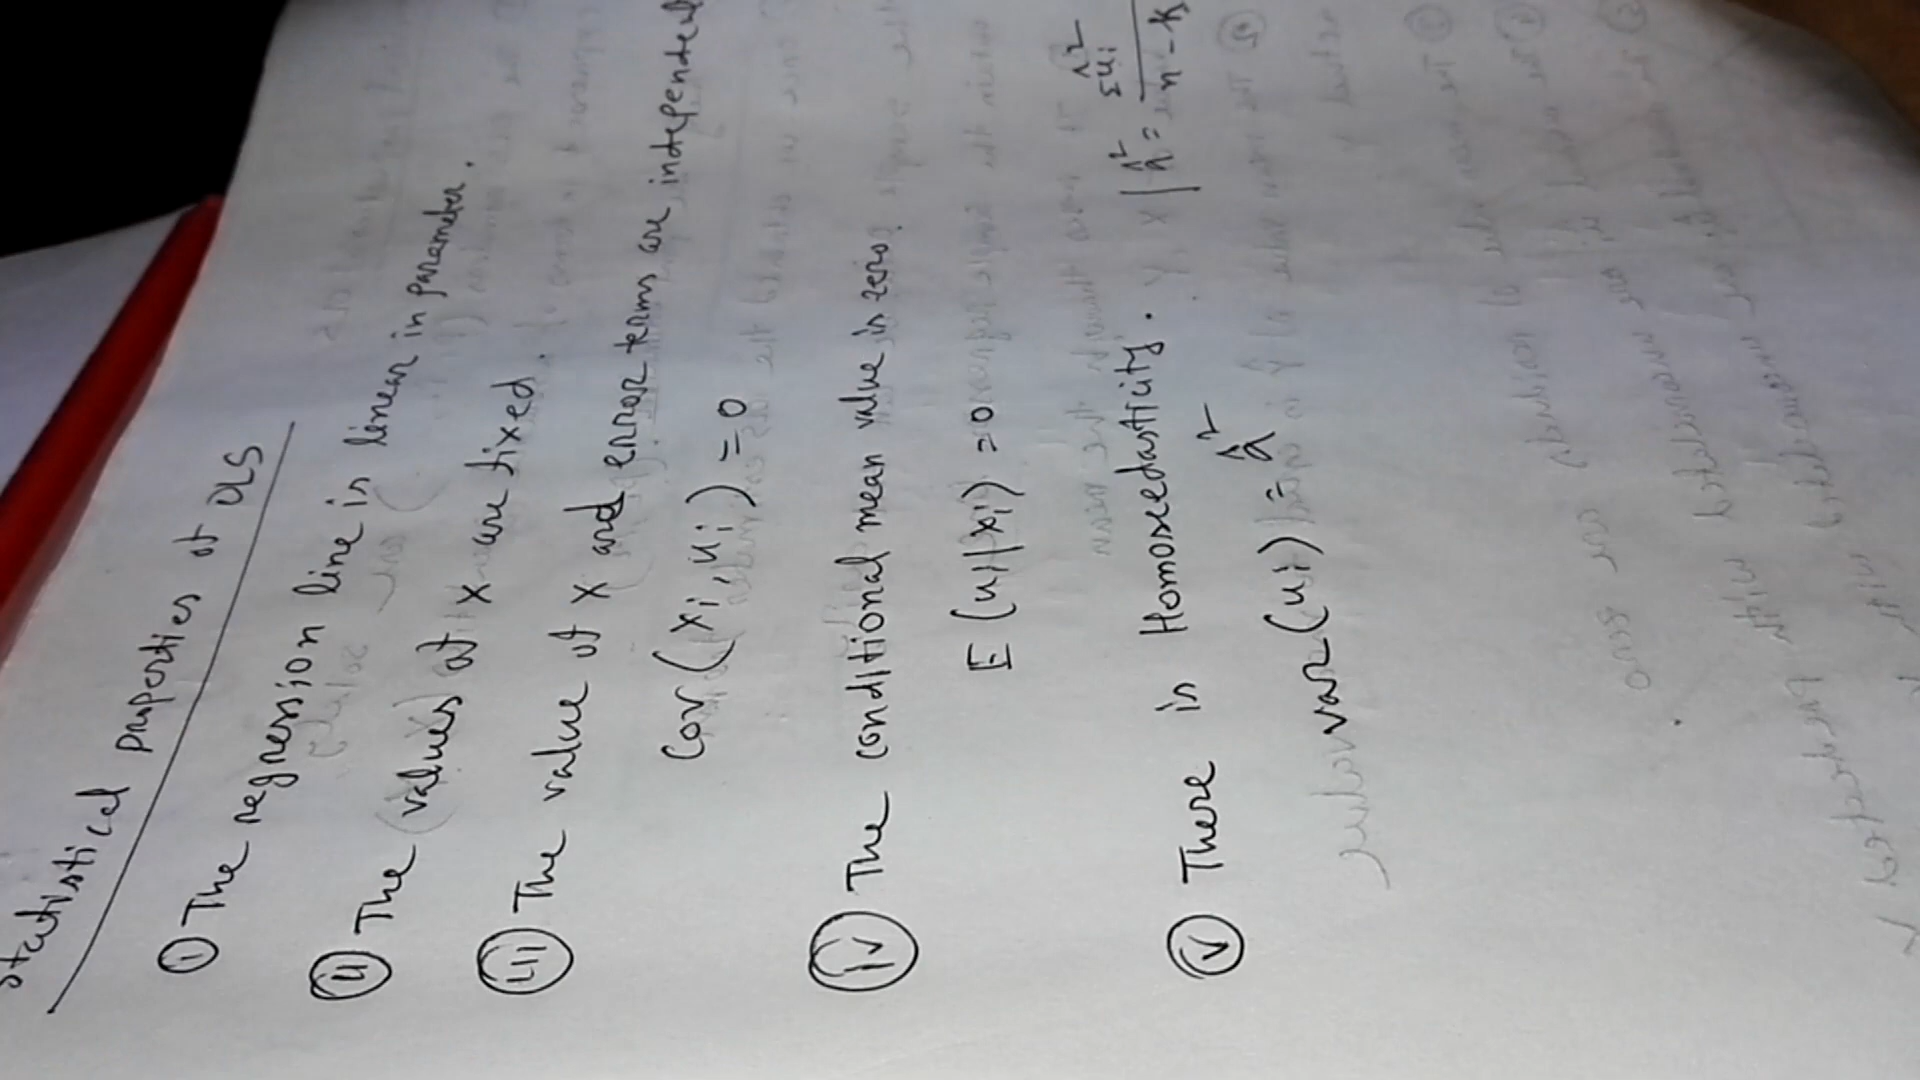 Statistical properties of OLS
(i) The regression line is linear in parameter.
(ii) The values of X are fixed.
(iii) The value of X and error terms are independent
Cov (Xi, ui) = 0
(iv) The conditional mean value is zero.
E (ui | xi) = 0
(v) There is Homoscedasticity. | σ̂² = Σûi² / n - k
var (ui) = σ̂²